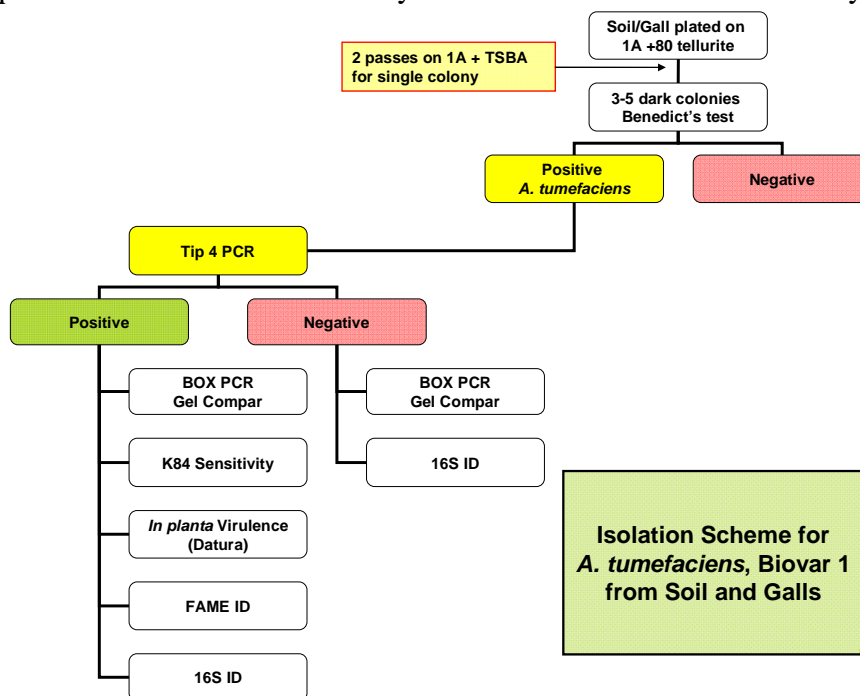 Soil/Gall plated on
1A +80 tellurite
2 passes on 1A + TSBA
for single colony
3-5 dark colonies
Benedict's test
Positive
A. tumefaciens
Negative
Tip 4 PCR
Positive
Negative
BOX PCR
Gel Compar
BOX PCR
Gel Compar
K84 Sensitivity
16S ID
In planta Virulence
(Datura)
FAME ID
16S ID
Isolation Scheme for
A. tumefaciens, Biovar 1
from Soil and Galls